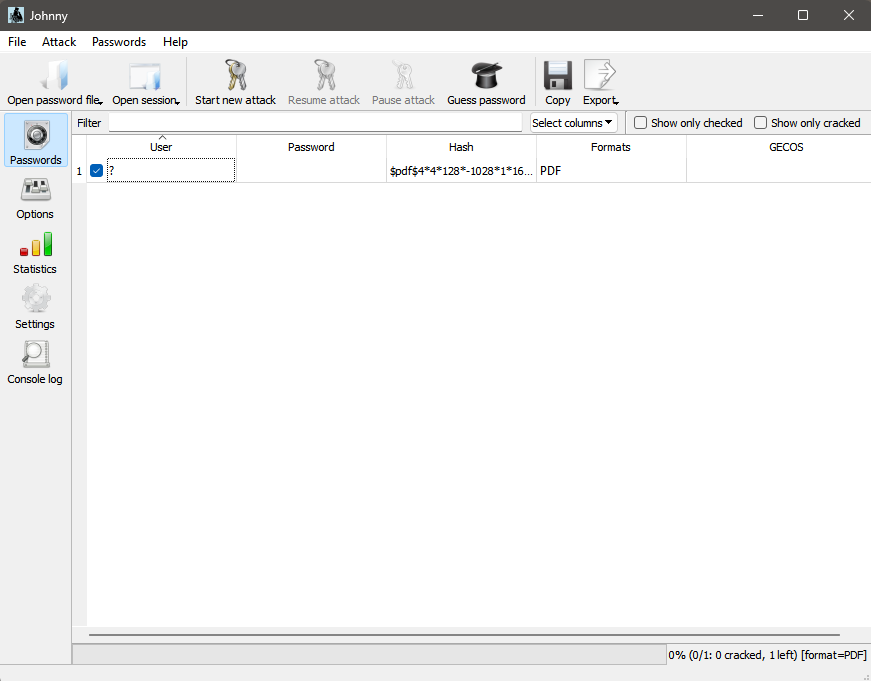 Johnny
File Attack Passwords Help
Open password file Open session Start new attack Resume attack Pause attack Guess password Copy Export
Passwords
Options
Statistics
Settings
Console log
Filter Select columns Show only checked Show only cracked
User Password Hash Formats GECOS
1 ? $pdf$4*4*128*-1028*1*16... PDF
0% (0/1: 0 cracked, 1 left) [format=PDF]